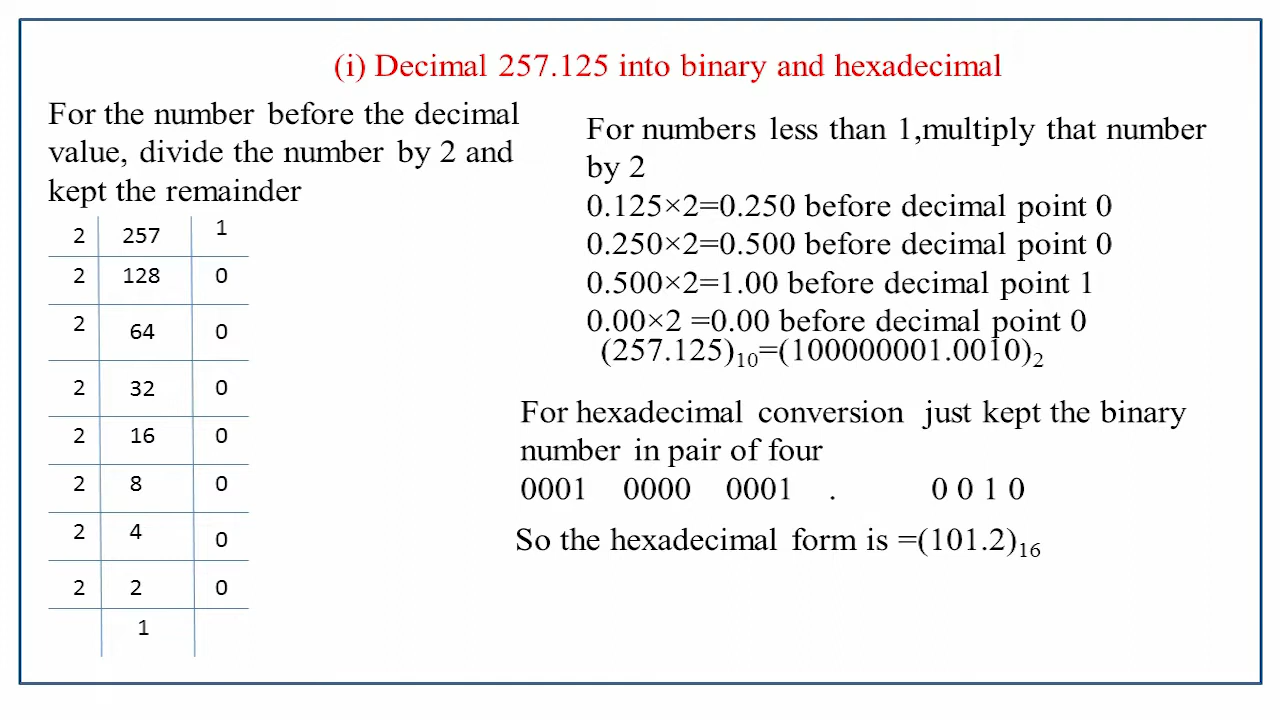 (i) Decimal 257.125 into binary and hexadecimal
For the number before the decimal
value, divide the number by 2 and
kept the remainder
2 257 1
2 128 0
2 64 0
2 32 0
2 16 0
2 8 0
2 4 0
2 2 0
1
For numbers less than 1,multiply that number
by 2
0.125×2=0.250 before decimal point 0
0.250×2=0.500 before decimal point 0
0.500×2=1.00 before decimal point 1
0.00×2 =0.00 before decimal point 0
(257.125)₁₀=(100000001.0010)₂
For hexadecimal conversion just kept the binary
number in pair of four
0001 0000 0001 . 0 0 1 0
So the hexadecimal form is =(101.2)₁₆